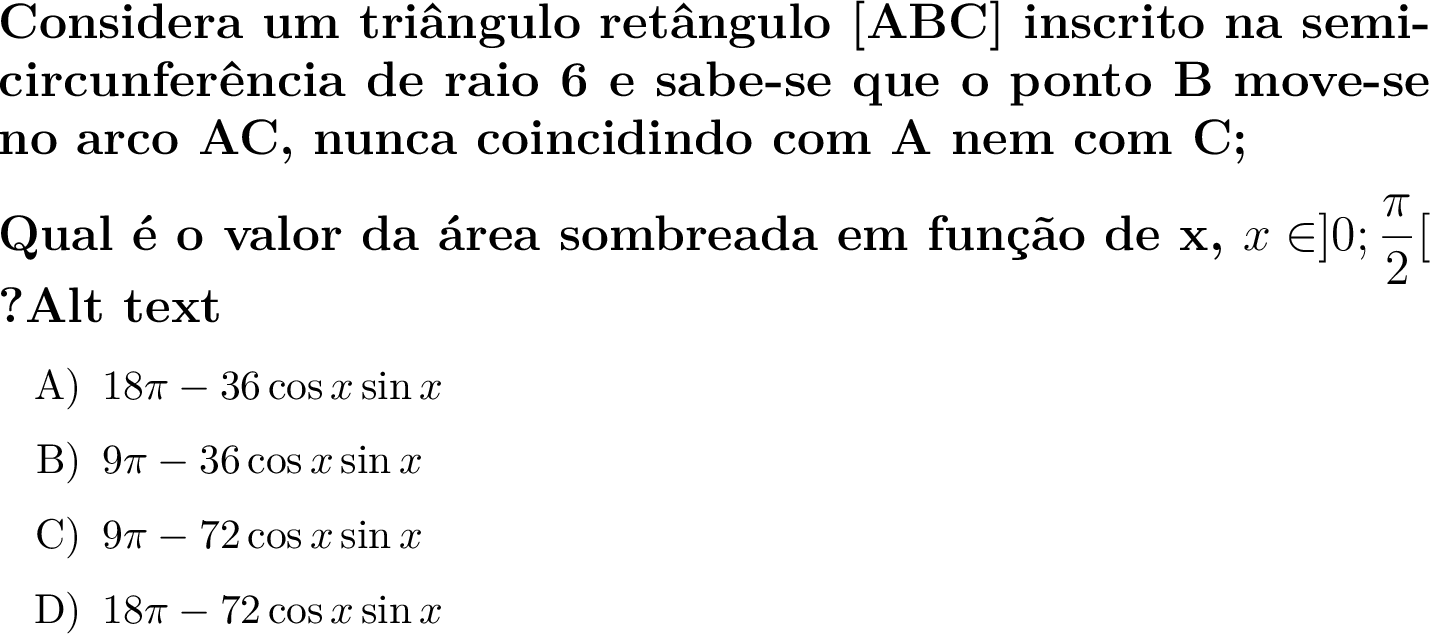 Considera um triângulo retângulo [ABC] inscrito na semi-
circunferência de raio 6 e sabe-se que o ponto B move-se
no arco AC, nunca coincidindo com A nem com C;
Qual é o valor da área sombreada em função de x, $x \in ]0; \frac{\pi}{2}[$
?Alt text
A) $18\pi - 36 \cos x \sin x$
B) $9\pi - 36 \cos x \sin x$
C) $9\pi - 72 \cos x \sin x$
D) $18\pi - 72 \cos x \sin x$